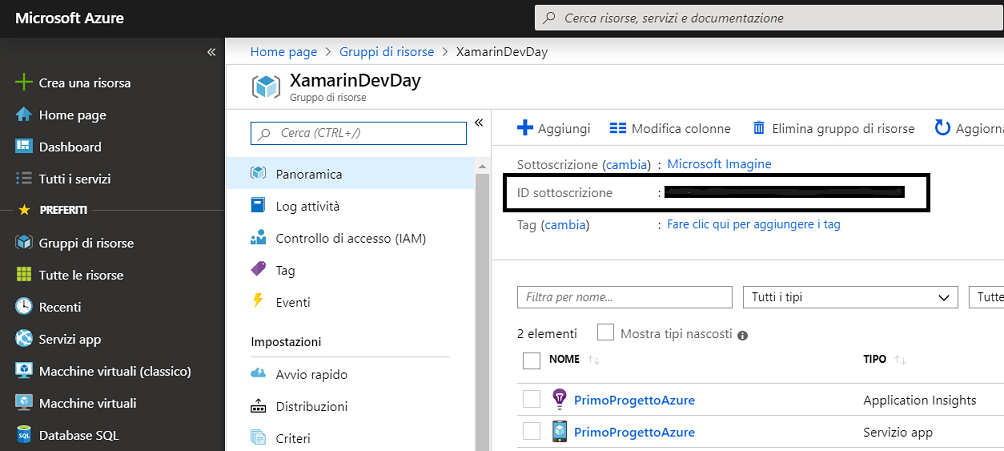 Microsoft Azure
Cerca risorse, servizi e documentazione
Home page > Gruppi di risorse > XamarinDevDay
XamarinDevDay
Gruppo di risorse
Crea una risorsa
Home page
Dashboard
Tutti i servizi
PREFERITI
Gruppi di risorse
Tutte le risorse
Recenti
Servizi app
Macchine virtuali (classico)
Macchine virtuali
Database SQL
Cerca (CTRL+/)
Panoramica
Log attività
Controllo di accesso (IAM)
Tag
Eventi
Impostazioni
Avvio rapido
Distribuzioni
Criteri
Aggiungi Modifica colonne Elimina gruppo di risorse Aggiorna
Sottoscrizione (cambia) : Microsoft Imagine
ID sottoscrizione :
Tag (cambia) : Fare clic qui per aggiungere i tag
Filtra per nome... Tutti i tipi Tutte
2 elementi Mostra tipi nascosti
NOME TIPO
PrimoProgettoAzure Application Insights
PrimoProgettoAzure Servizio app